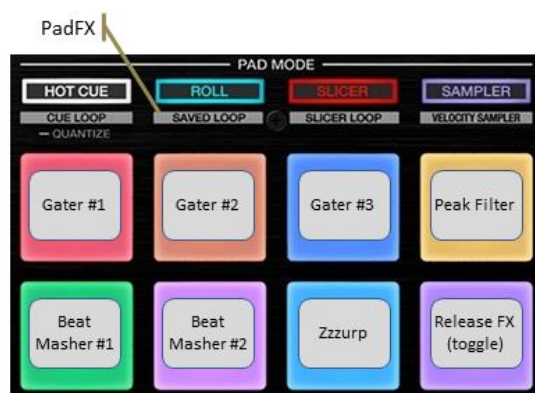 PadFX
PAD MODE
HOT CUE
ROLL
SLICER
SAMPLER
CUE LOOP
SAVED LOOP
SLICER LOOP
VELOCITY SAMPLER
— QUANTIZE
Gater #1
Gater #2
Gater #3
Peak Filter
Beat
Masher #1
Beat
Masher #2
Zzzurp
Release FX
(toggle)